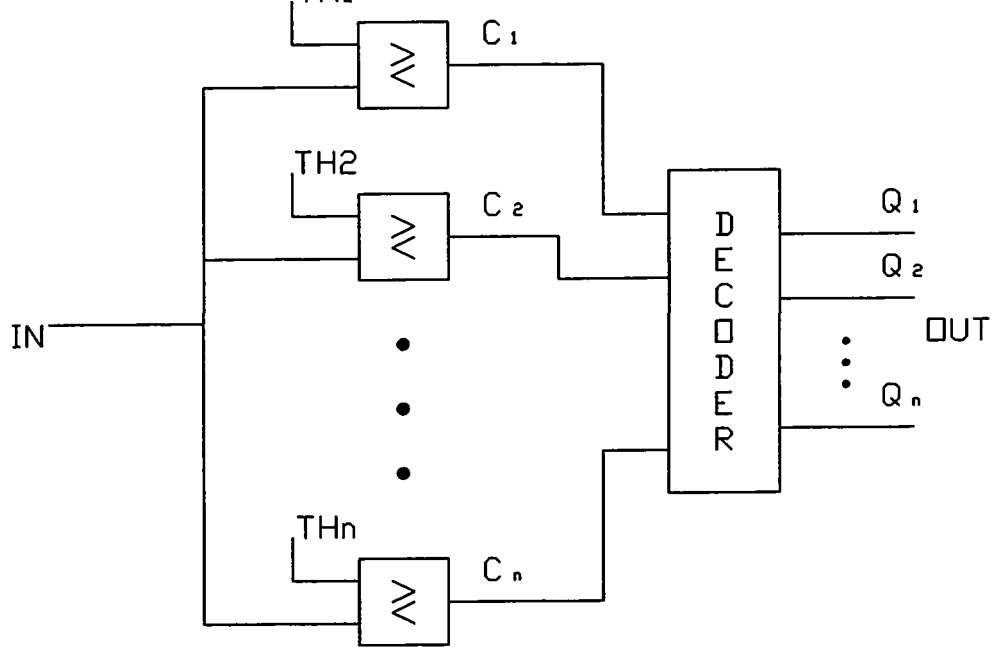 C1
TH2
C2
Q1
Q2
IN
OUT
Qn
DECODER
THn
Cn